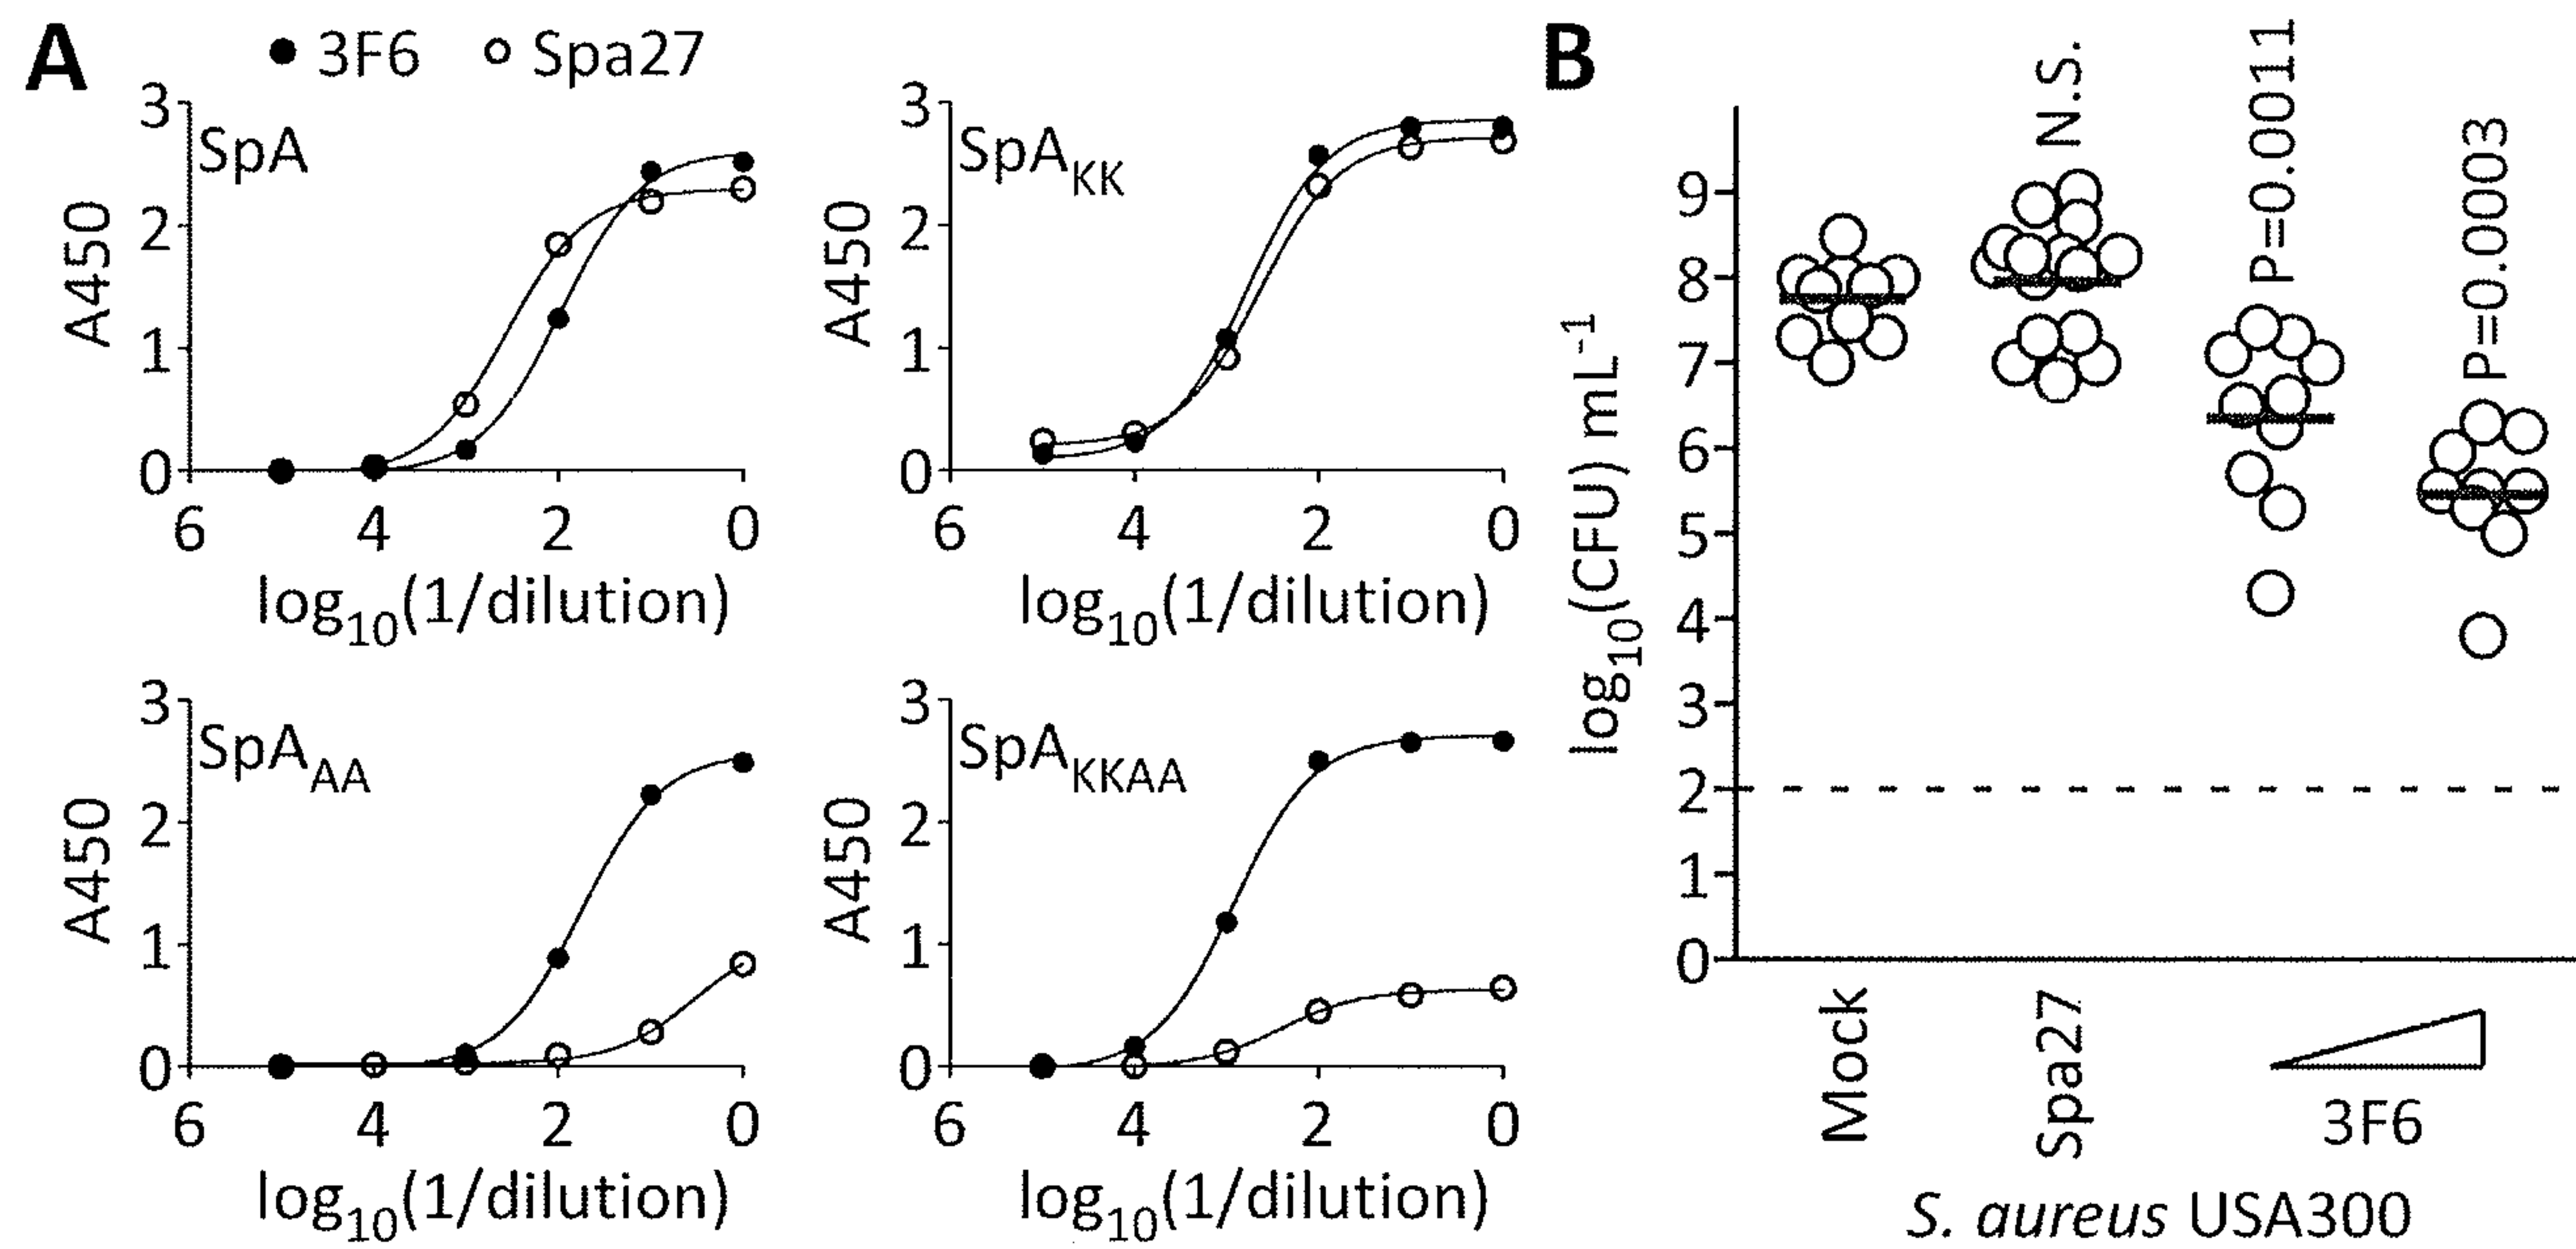 A
● 3F6 ○ Spa27
3
2
1
0
A450
SpA
6 4 2 0
log10(1/dilution)
3
2
1
0
A450
SpAKK
6 4 2 0
log10(1/dilution)
3
2
1
0
A450
SpAAA
6 4 2 0
log10(1/dilution)
3
2
1
0
A450
SpAKKAA
6 4 2 0
log10(1/dilution)
B
log10(CFU) mL−1
9
8
7
6
5
4
3
2
1
0
N.S.
P=0.0011
P=0.0003
Mock
Spa27
3F6
S. aureus USA300